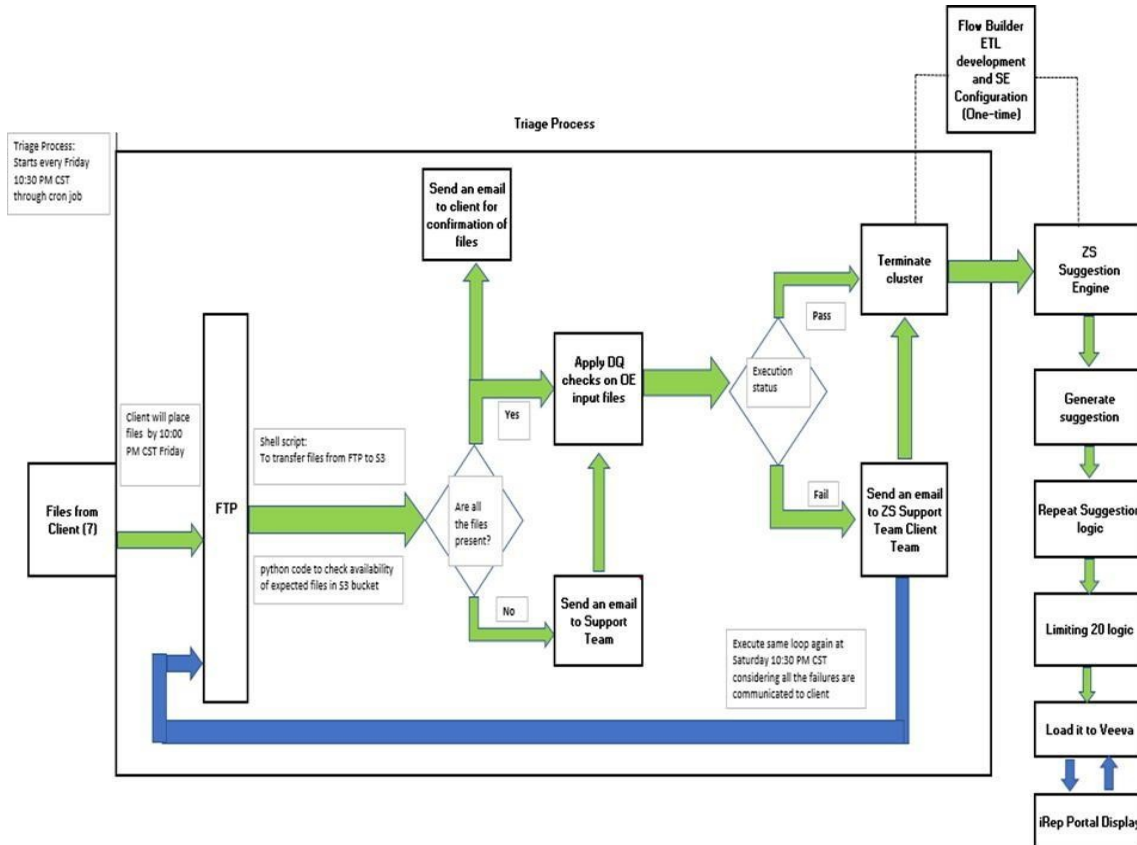 Flow Builder
ETL
development
and SE
Configuration
(One-time)
Triage Process
Triage Process:
Starts every Friday
10:30 PM CST
through cron job
Send an email
to client for
confirmation of
files
Terminate
cluster
ZS
Suggestion
Engine
Pass
Apply DQ
checks on OE
input files
Execution
status
Yes
Generate
suggestion
Client will place
files by 10:00
PM CST Friday
Shell script:
To transfer files from FTP to S3
Files from
Client (7)
FTP
Are all
the files
present?
Fail
Send an email
to ZS Support
Team Client
Team
Repeat Suggestion
logic
python code to check availability
of expected files in S3 bucket
No
Send an email
to Support
Team
Limiting 20 logic
Execute same loop again at
Saturday 10:30 PM CST
considering all the failures are
communicated to client
Load it to Veeva
iRep Portal Display